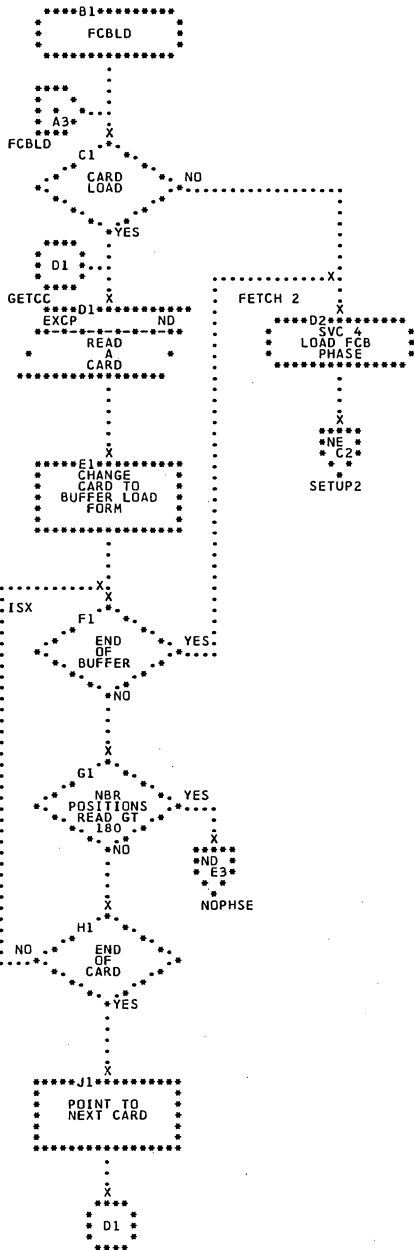 B1
FCBLD
A3
FCBLD
C1
CARD
LOAD
NO
YES
D1
GETCC
D1
EXCP ND
READ
A
CARD
FETCH 2
D2
SVC 4
LOAD FCB
PHASE
NE
C2
SETUP2
E1
CHANGE
CARD TO
BUFFER LOAD
FORM
ISX
F1
END
OF
BUFFER
YES
NO
G1
NBR
POSITIONS
READ GT
180
YES
NO
ND
E3
NOPHSE
H1
END
OF
CARD
NO
YES
J1
POINT TO
NEXT CARD
D1